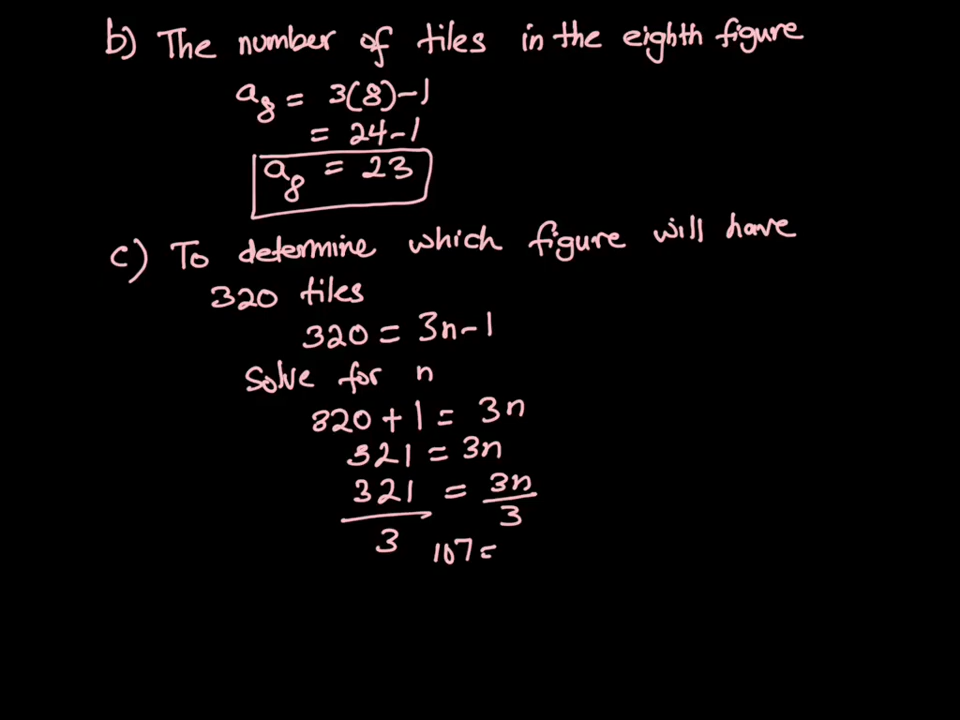 b) The number of tiles in the eighth figure
a₈ = 3(8)-1
= 24-1
a₈ = 23
c) To determine which figure will have
320 tiles
320 = 3n-1
Solve for n
320 + 1 = 3n
321 = 3n
321/3 = 3n/3
107 =